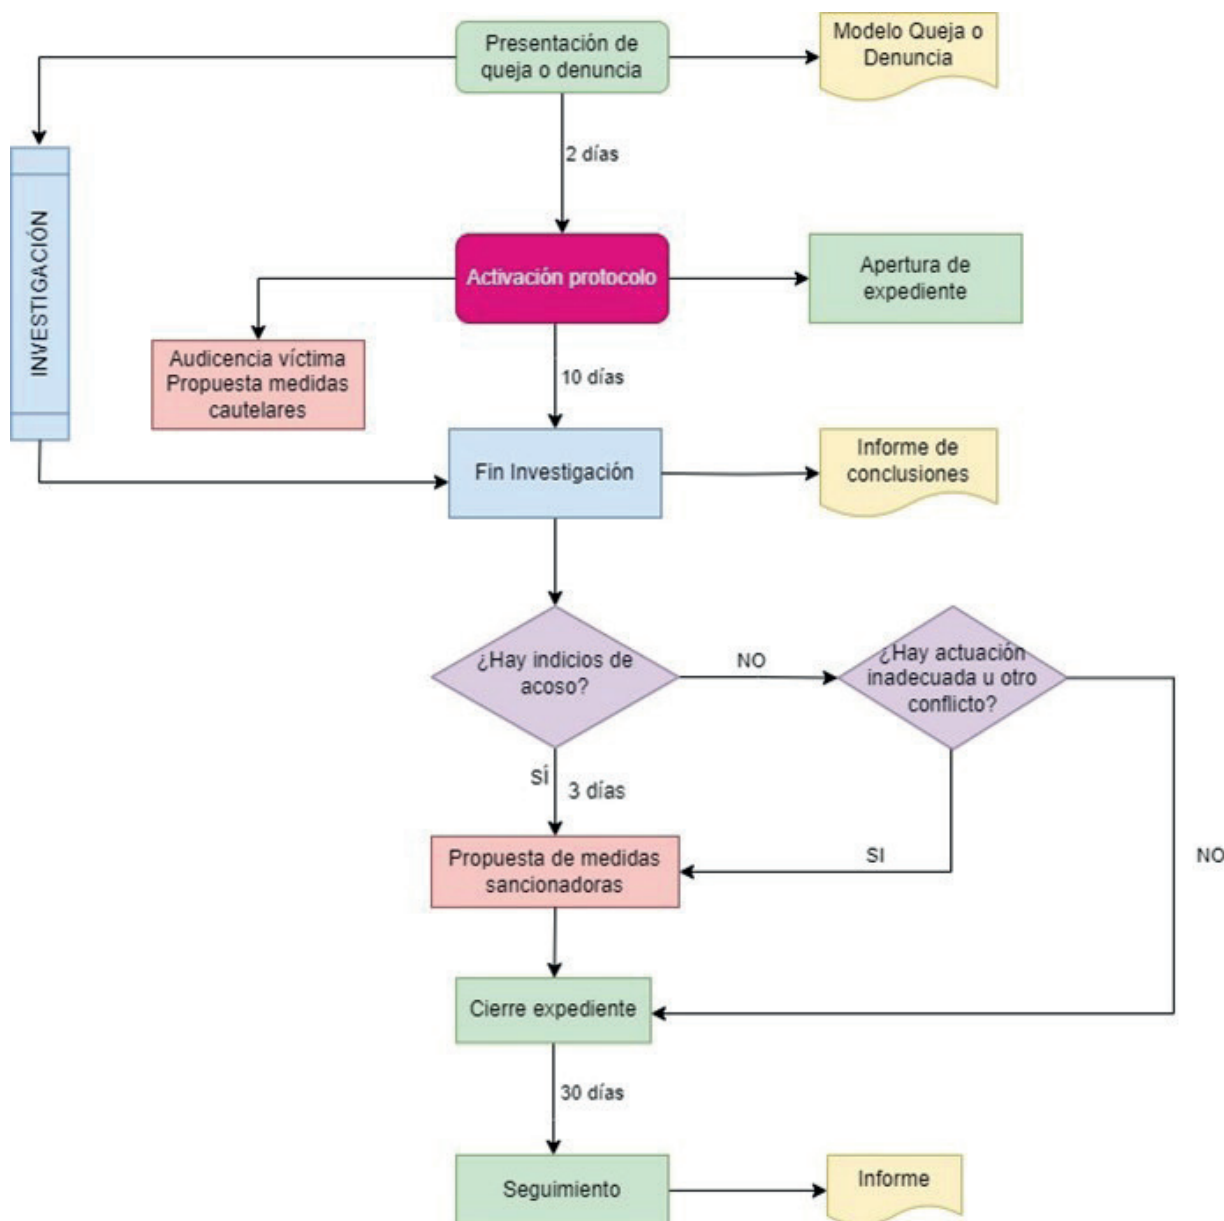 Presentación de
queja o denuncia
Modelo Queja o
Denuncia
2 días
INVESTIGACIÓN
Activación protocolo
Apertura de
expediente
Audicencia víctima
Propuesta medidas
cautelares
10 días
Fin Investigación
Informe de
conclusiones
¿Hay indicios de
acoso?
NO
¿Hay actuación
inadecuada u otro
conflicto?
SÍ
3 días
Propuesta de medidas
sancionadoras
SI
NO
Cierre expediente
30 días
Seguimiento
Informe